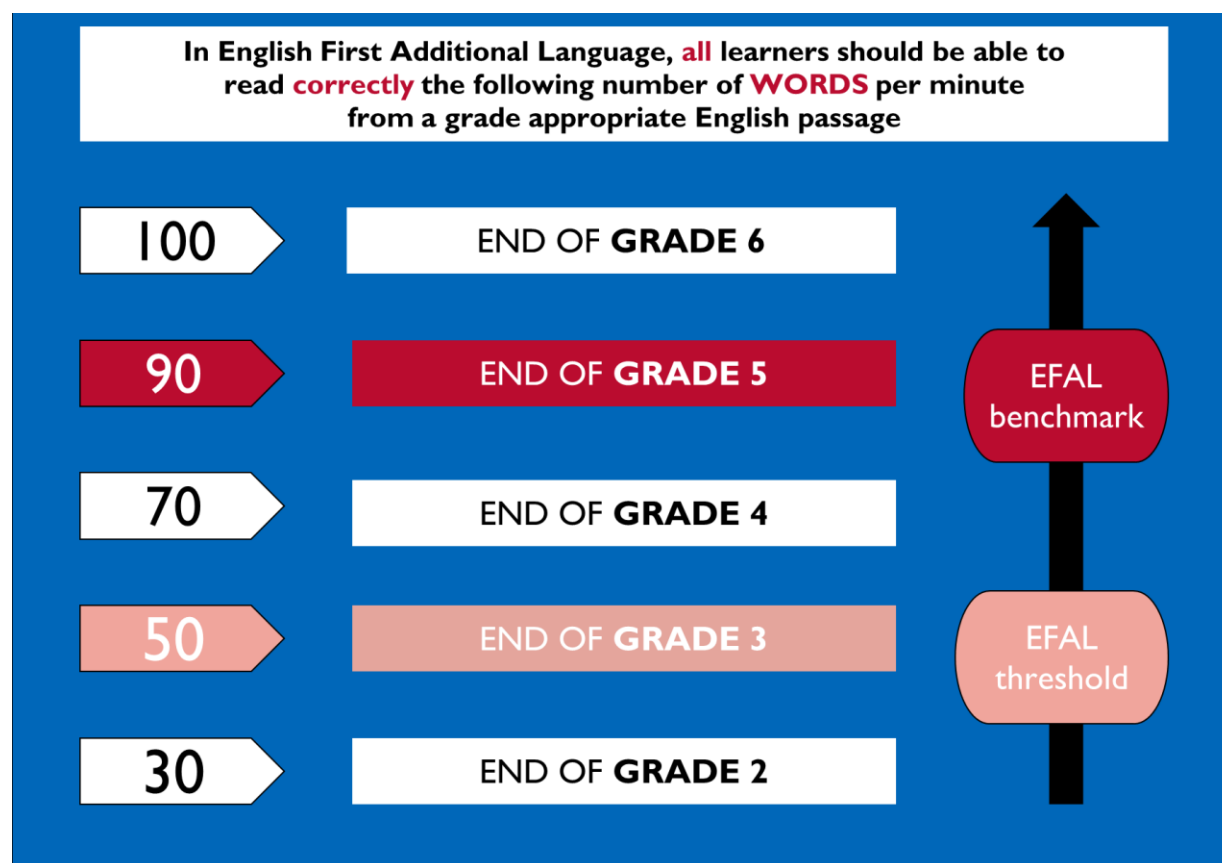 In English First Additional Language, all learners should be able to
read correctly the following number of WORDS per minute
from a grade appropriate English passage
100
END OF GRADE 6
90
END OF GRADE 5
EFAL
benchmark
70
END OF GRADE 4
50
END OF GRADE 3
EFAL
threshold
30
END OF GRADE 2